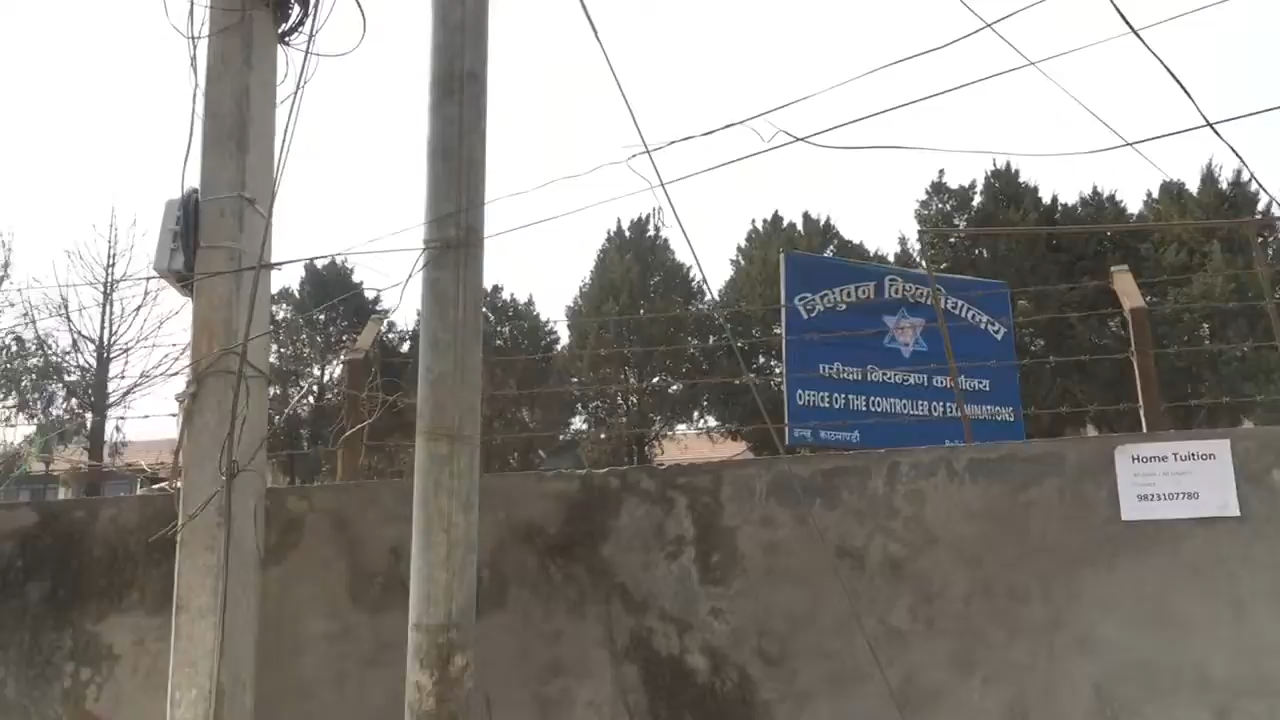 त्रिभुवन विश्वविद्यालय
परीक्षा नियन्त्रण कार्यालय
OFFICE OF THE CONTROLLER OF EXAMINATIONS
काठमाण्डौ
Home Tuition
9823107780